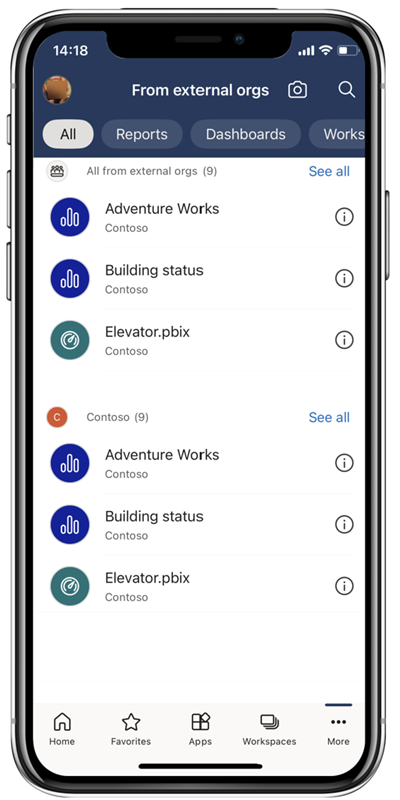 14:18
From external orgs
All
Reports
Dashboards
Works
All from external orgs (9)
See all
Adventure Works
Contoso
Building status
Contoso
Elevator.pbix
Contoso
C
Contoso (9)
See all
Adventure Works
Contoso
Building status
Contoso
Elevator.pbix
Contoso
Home
Favorites
Apps
Workspaces
More